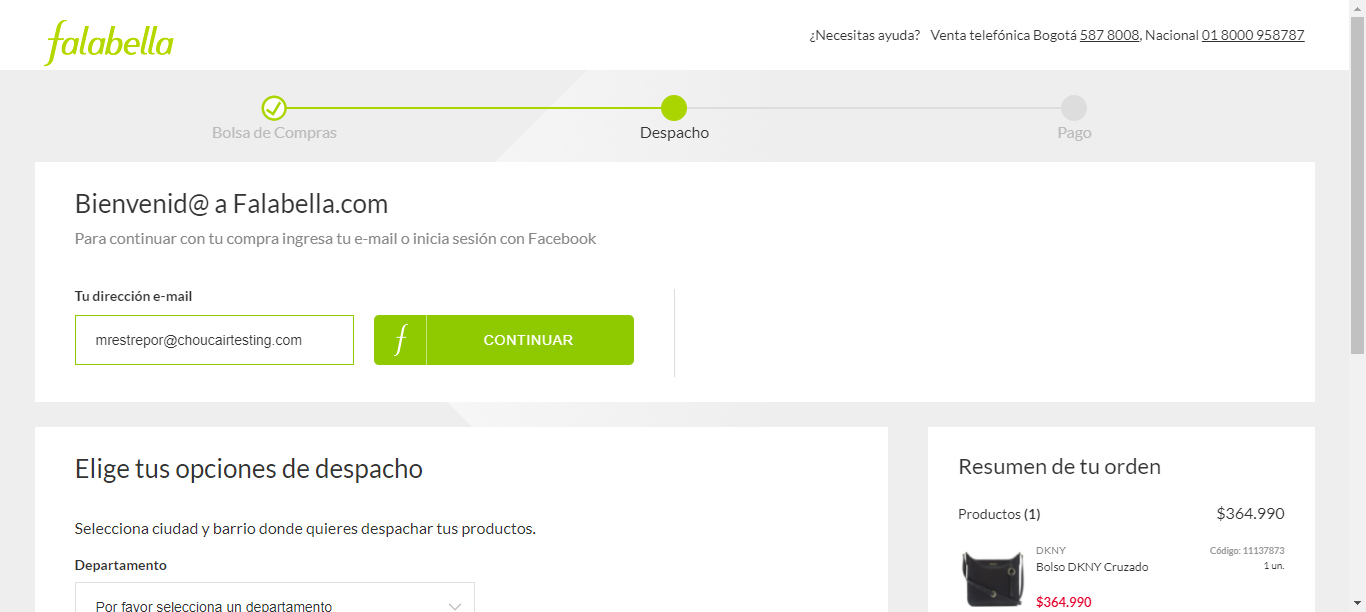 falabella
¿Necesitas ayuda? Venta telefónica Bogotá 587 8008, Nacional 01 8000 958787
Bolsa de Compras
Despacho
Pago
Bienvenid@ a Falabella.com
Para continuar con tu compra ingresa tu e-mail o inicia sesión con Facebook
Tu dirección e-mail
mrestrepor@choucairtesting.com
f CONTINUAR
Elige tus opciones de despacho
Selecciona ciudad y barrio donde quieres despachar tus productos.
Departamento
Por favor selecciona un departamento
Resumen de tu orden
Productos (1) $364.990
DKNY Código: 11137873
Bolso DKNY Cruzado 1 un.
$364.990